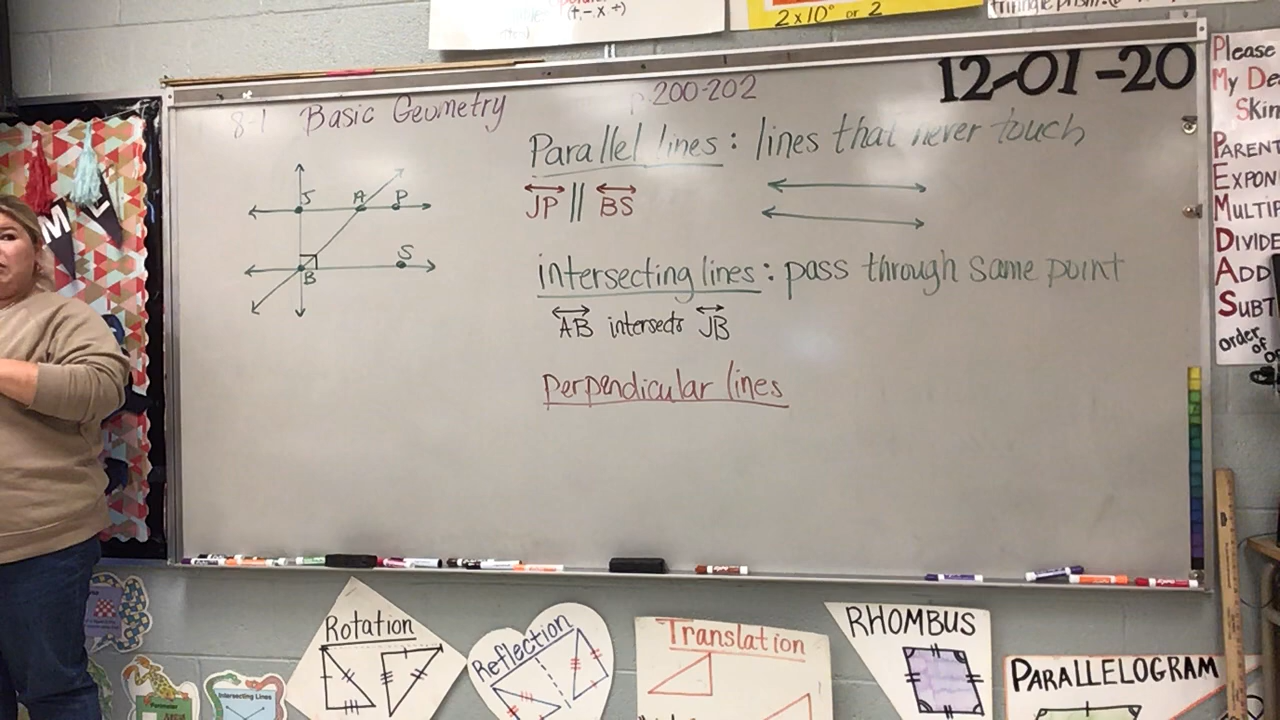 (+,-,x,÷)
2 x 10° or 2
12-01-20
8-1 Basic Geometry
p.200-202
Parallel lines: lines that never touch
JP || BS
J A P
S
B
intersecting lines: pass through same point
AB intersects JB
perpendicular lines
Please
My De
Skin
PARENT
EXPON
MULTIP
DIVIDE
ADD
SUBT
order
of
M
Rotation
Reflection
Translation
RHOMBUS
PARALLELOGRAM
Perimeter
Intersecting Lines